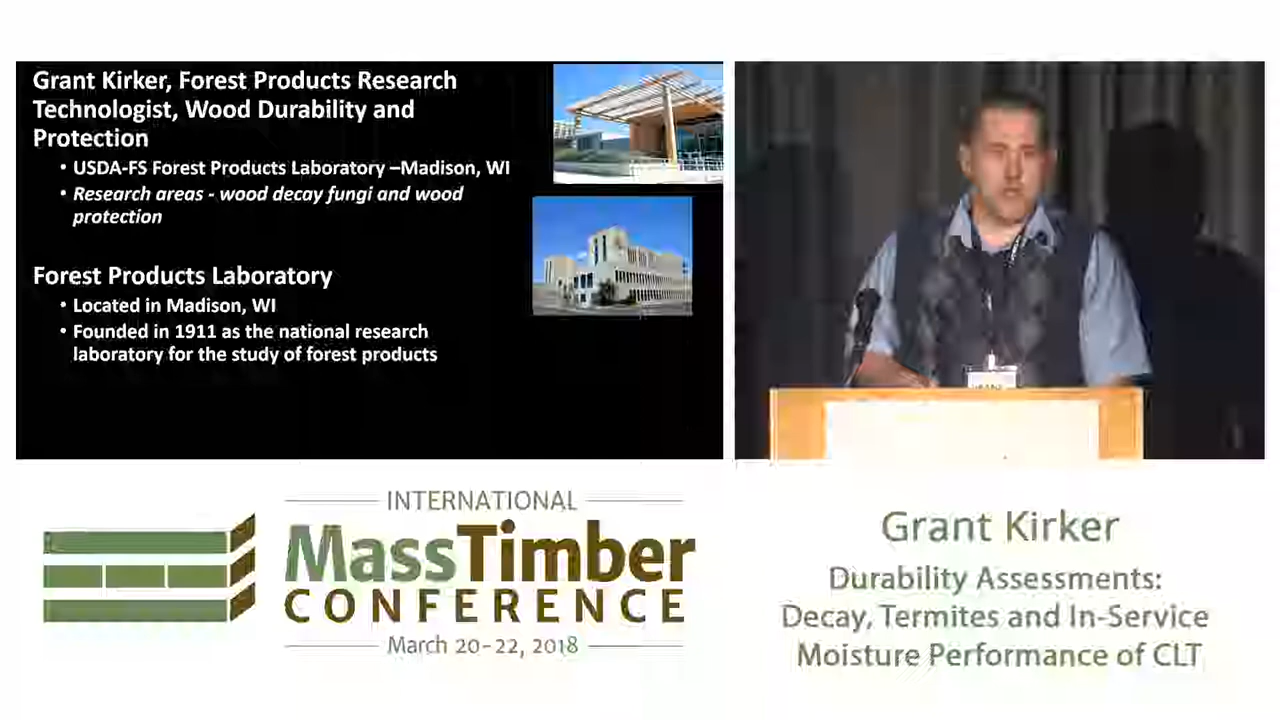 Grant Kirker, Forest Products Research
Technologist, Wood Durability and
Protection
• USDA-FS Forest Products Laboratory –Madison, WI
• Research areas - wood decay fungi and wood
protection
Forest Products Laboratory
• Located in Madison, WI
• Founded in 1911 as the national research
laboratory for the study of forest products
INTERNATIONAL
MassTimber
CONFERENCE
March 20–22, 2018
Grant Kirker
Durability Assessments:
Decay, Termites and In-Service
Moisture Performance of CLT